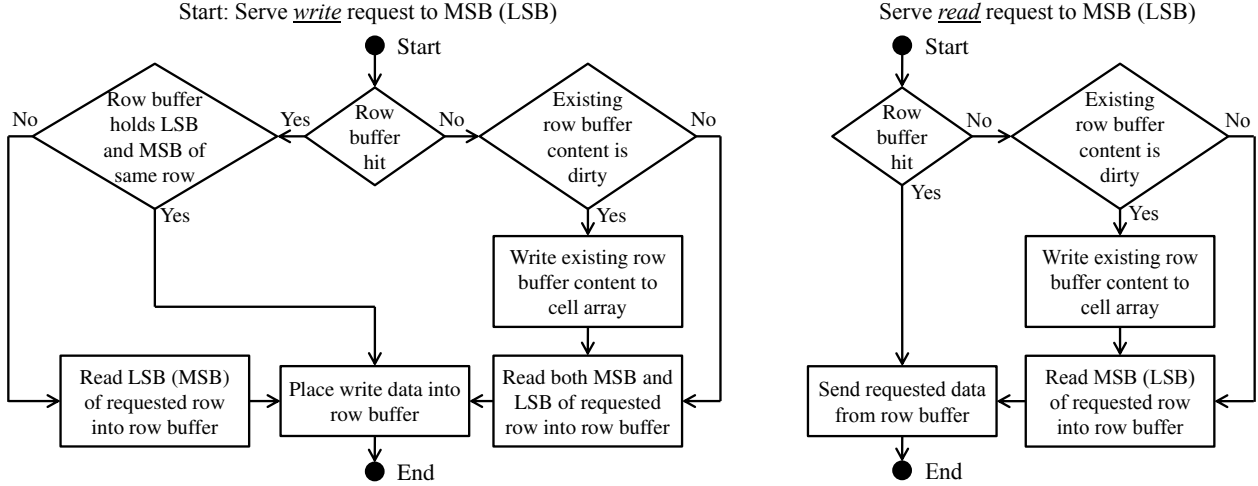 Start: Serve write request to MSB (LSB)
Start
Row buffer
holds LSB
and MSB of
same row
No
Yes
Yes
Row
buffer
hit
No
Existing
row buffer
content is
dirty
No
Yes
Write existing row
buffer content to
cell array
Read LSB (MSB)
of requested row
into row buffer
Place write data into
row buffer
Read both MSB and
LSB of requested
row into row buffer
End
Serve read request to MSB (LSB)
Start
Row
buffer
hit
No
Yes
Existing
row buffer
content is
dirty
No
Yes
Write existing row
buffer content to
cell array
Send requested data
from row buffer
Read MSB (LSB)
of requested row
into row buffer
End